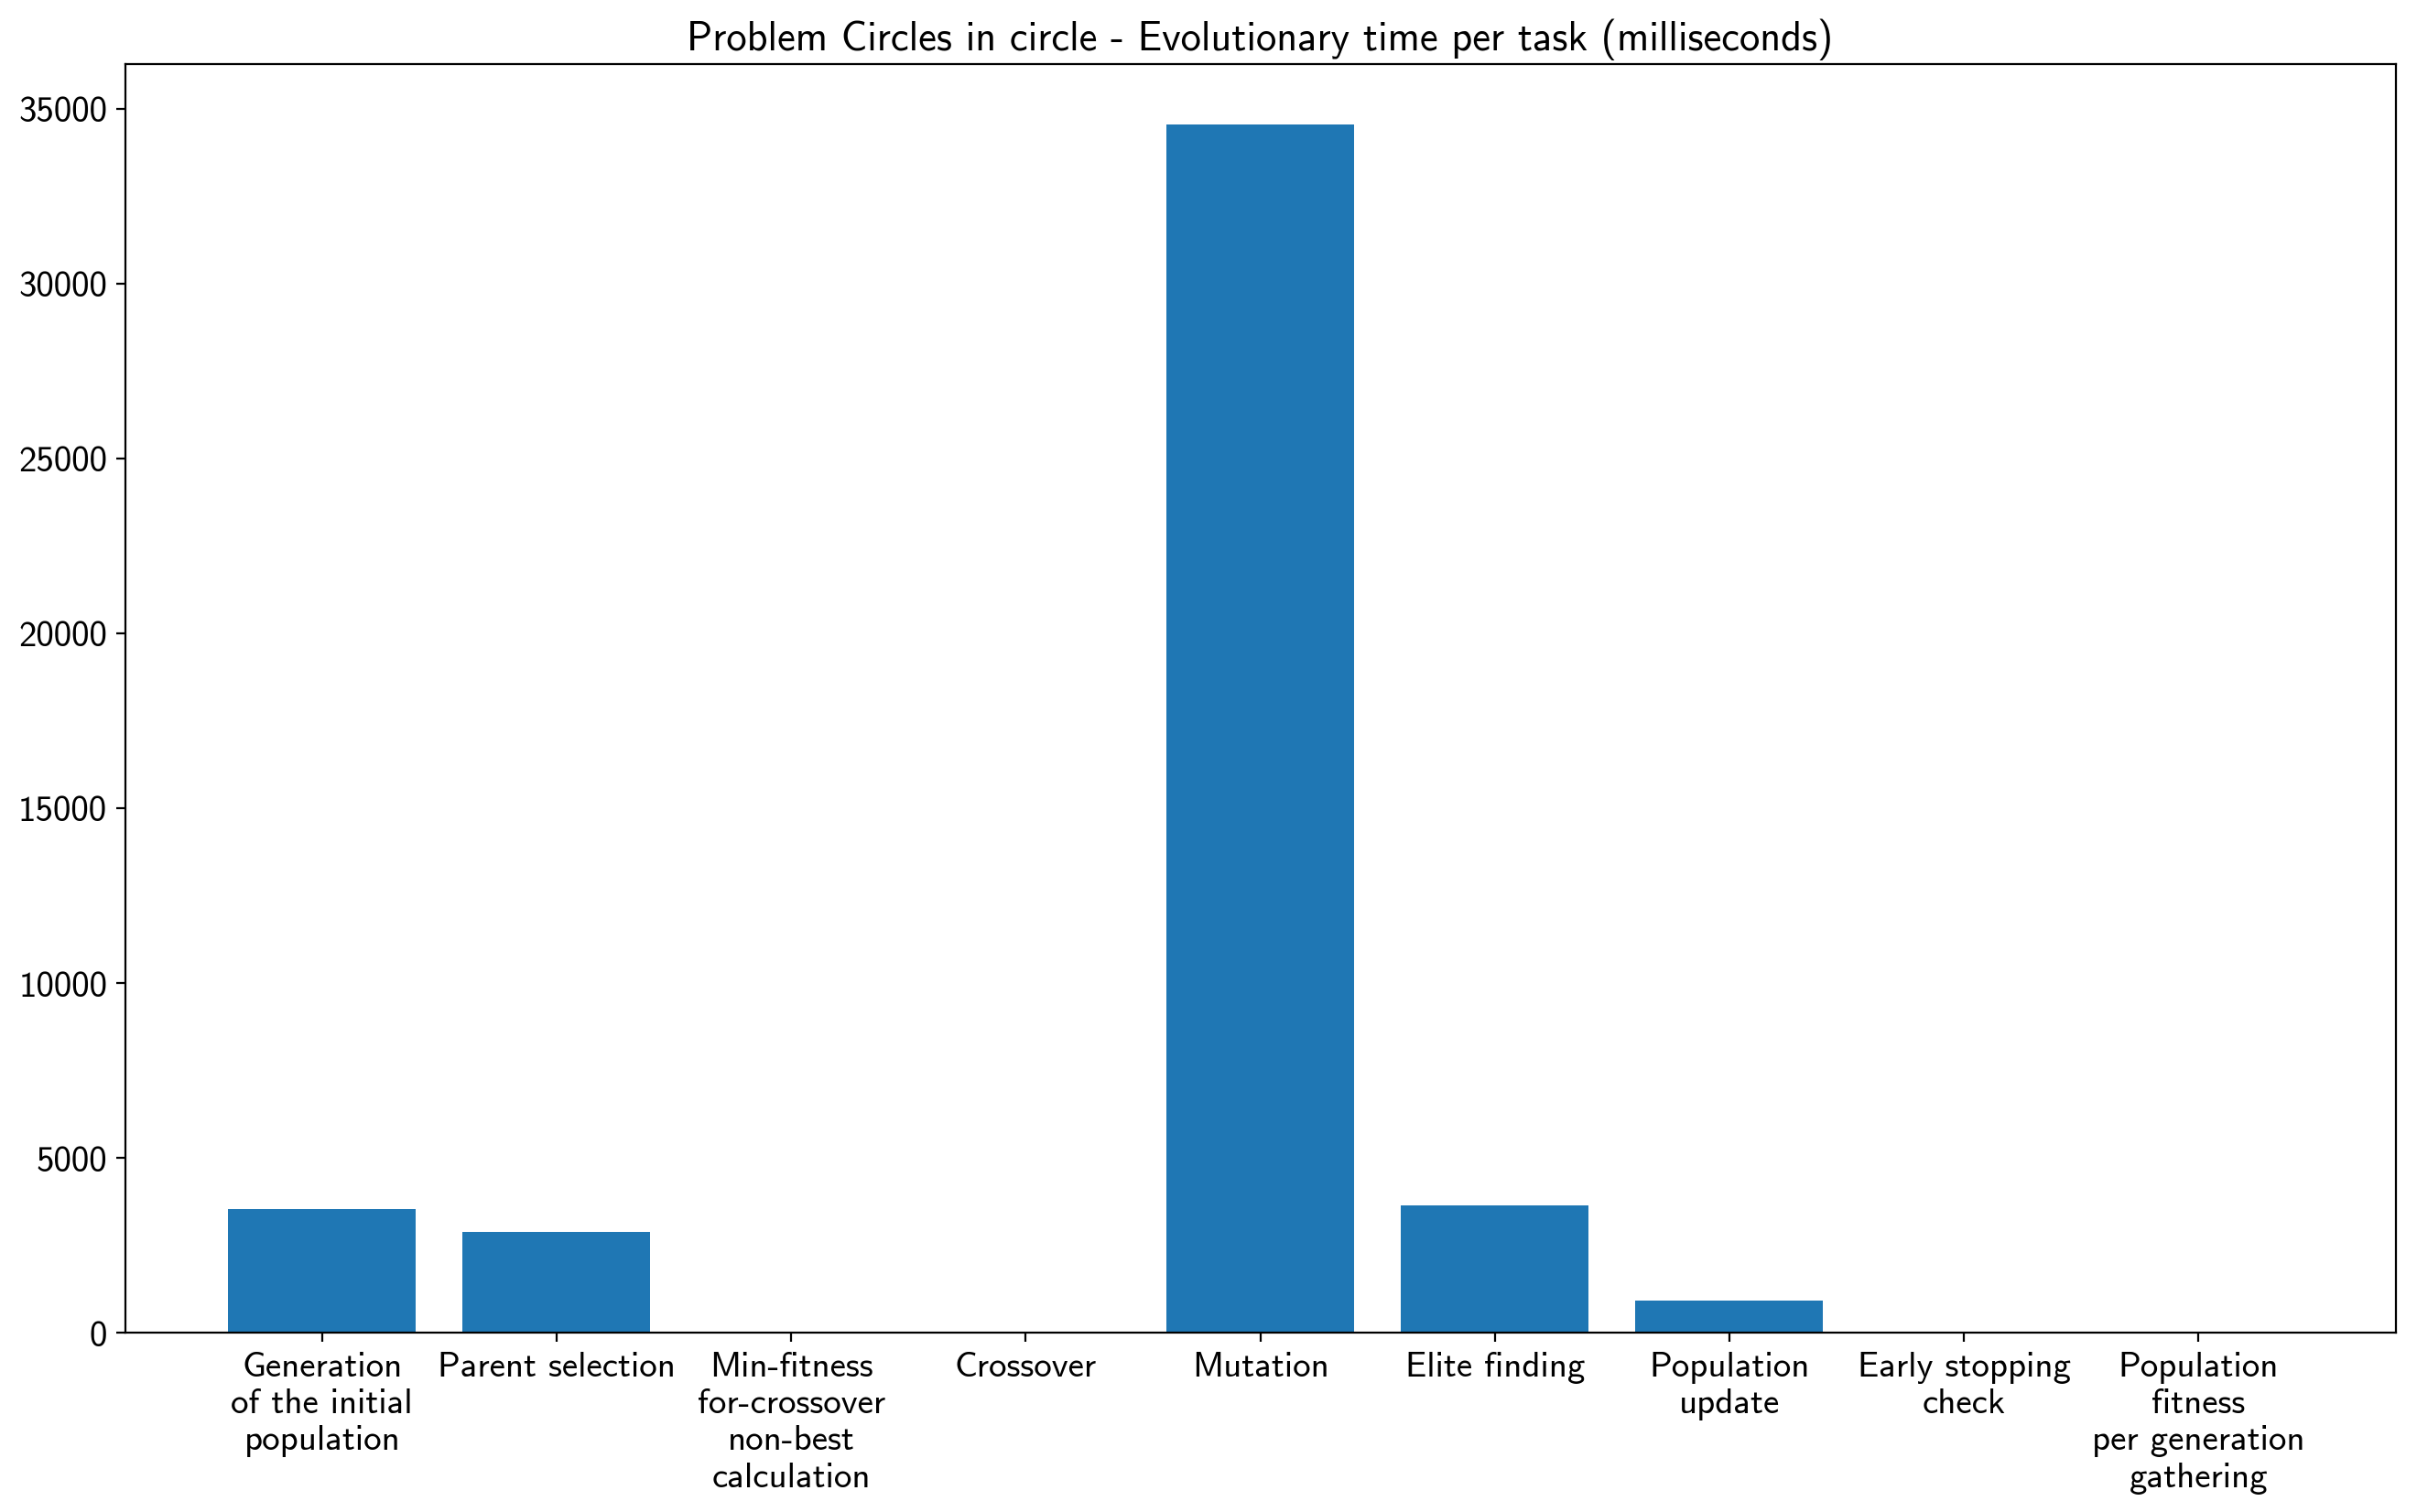 Problem Circles in circle - Evolutionary time per task (milliseconds)
35000
30000
25000
20000
15000
10000
5000
0
Generation
of the initial
population
Parent selection
Min-fitness
for-crossover
non-best
calculation
Crossover
Mutation
Elite finding
Population
update
Early stopping
check
Population
fitness
per generation
gathering